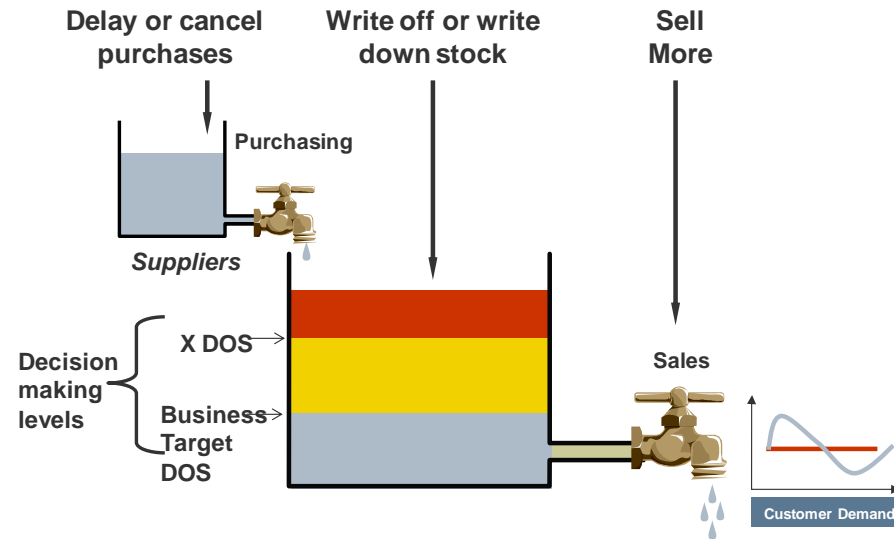 Delay or cancel
purchases
Write off or write
down stock
Sell
More
Purchasing
Suppliers
X DOS
Decision
making
levels
Business
Target
DOS
Sales
Customer Demand